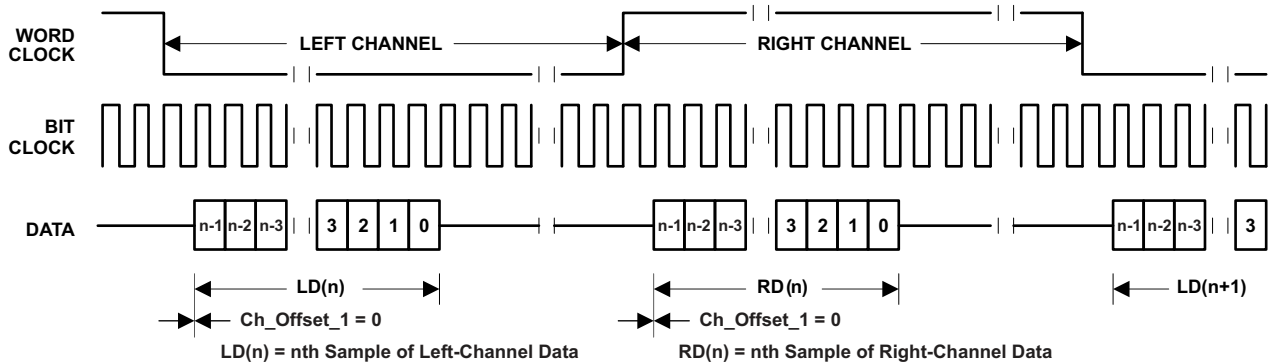 WORD
CLOCK
LEFT CHANNEL
RIGHT CHANNEL
BIT
CLOCK
DATA
n-1 n-2 n-3 3 2 1 0 n-1 n-2 n-3 3 2 1 0 n-1 n-2 n-3 3
LD(n) RD(n) LD(n+1)
Ch_Offset_1 = 0 Ch_Offset_1 = 0
LD(n) = nth Sample of Left-Channel Data RD(n) = nth Sample of Right-Channel Data